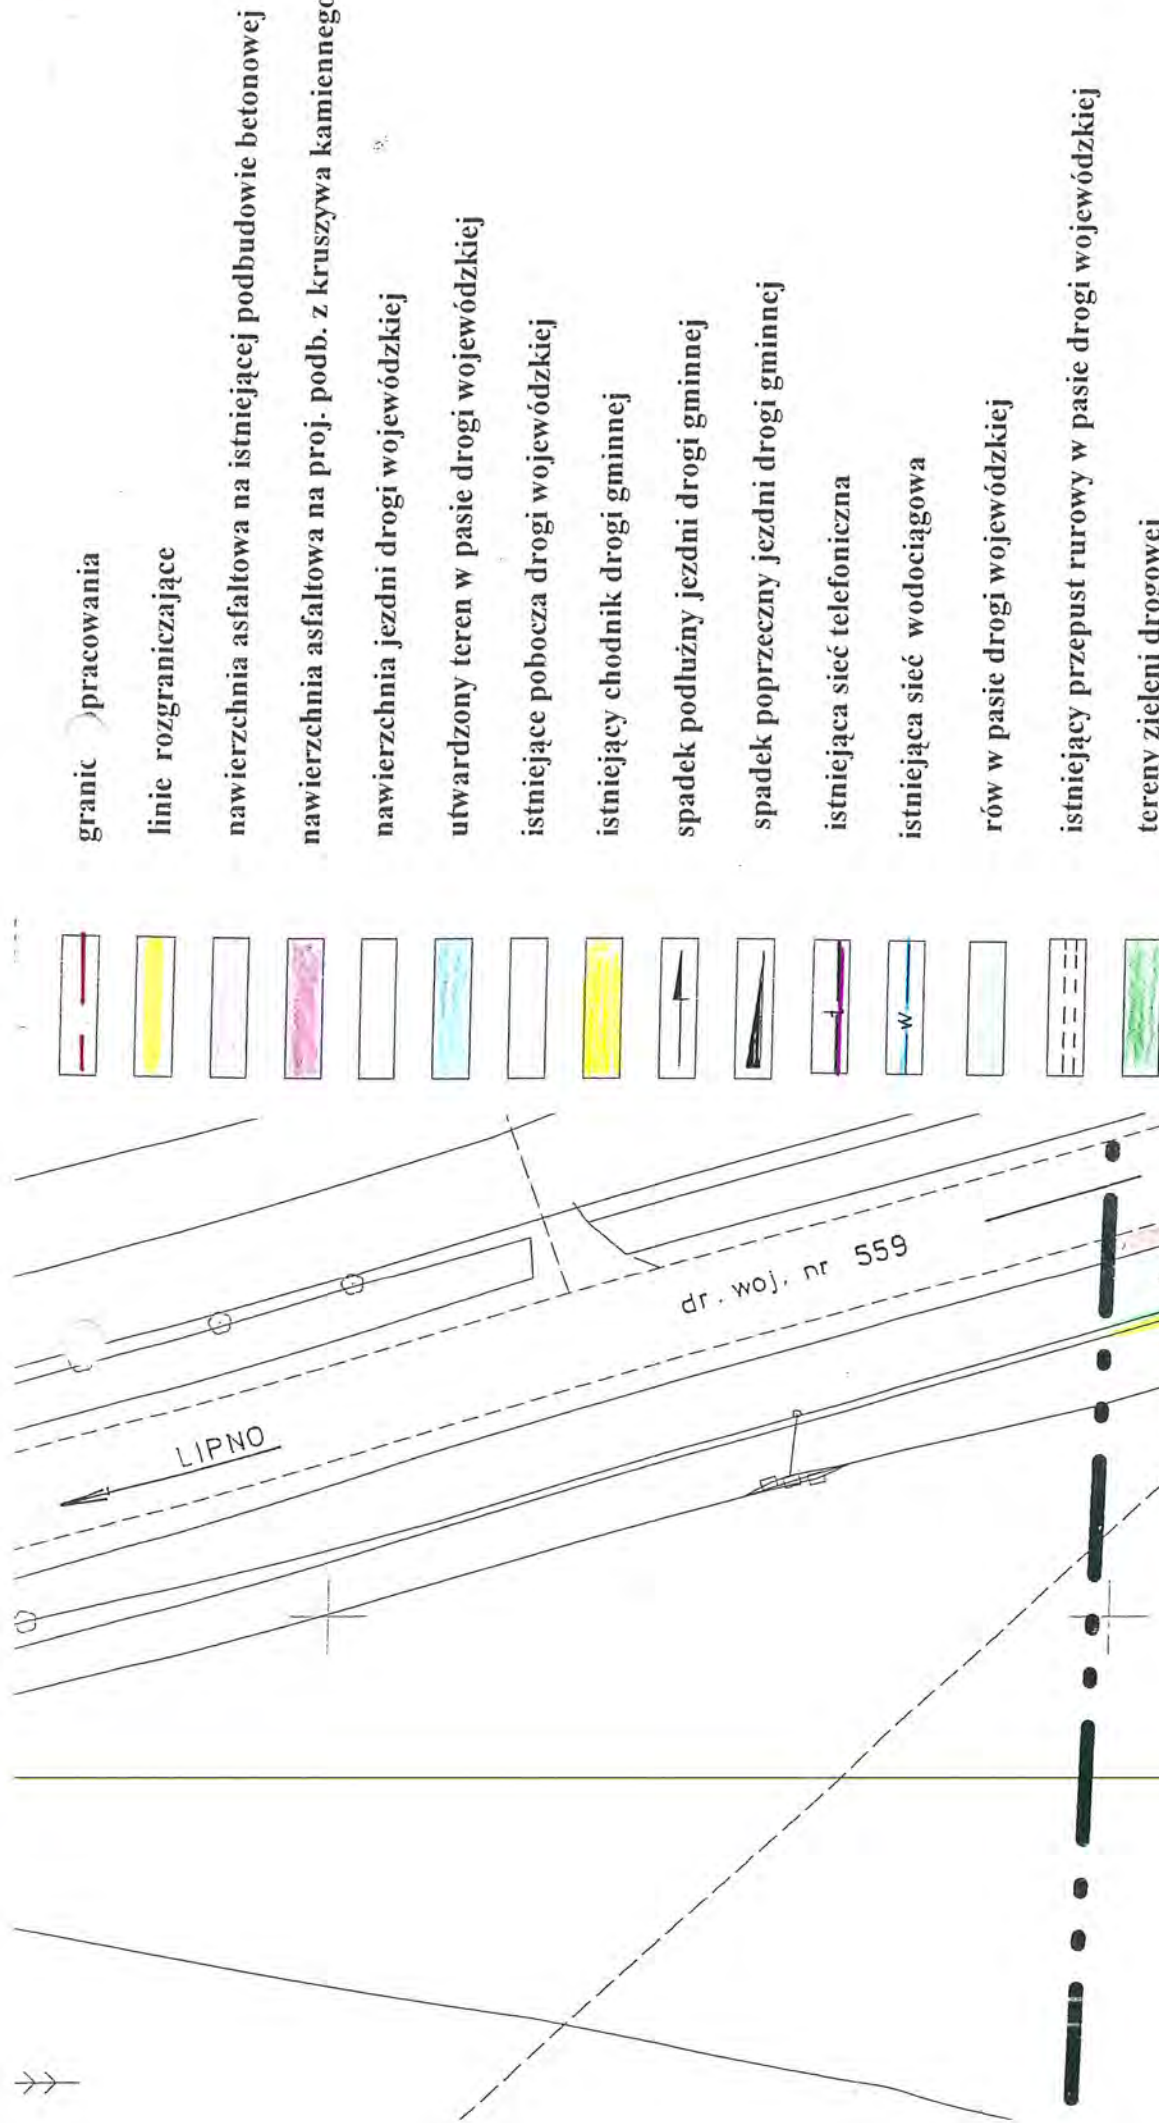 granic pracowania
linie rozgraniczające
nawierzchnia asfaltowa na istniejącej podbudowie betonowej
nawierzchnia asfaltowa na proj. podb. z kruszywa kamiennego
nawierzchnia jezdni drogi wojewódzkiej
utwardzony teren w pasie drogi wojewódzkiej
istniejące pobocza drogi wojewódzkiej
istniejący chodnik drogi gminnej
spadek podłużny jezdni drogi gminnej
spadek poprzeczny jezdni drogi gminnej
t
istniejąca sieć telefoniczna
w
istniejąca sieć wodociągowa
rów w pasie drogi wojewódzkiej
istniejący przepust rurowy w pasie drogi wojewódzkiej
tereny zieleni drogowej
LIPNO
dr. woj. nr 559